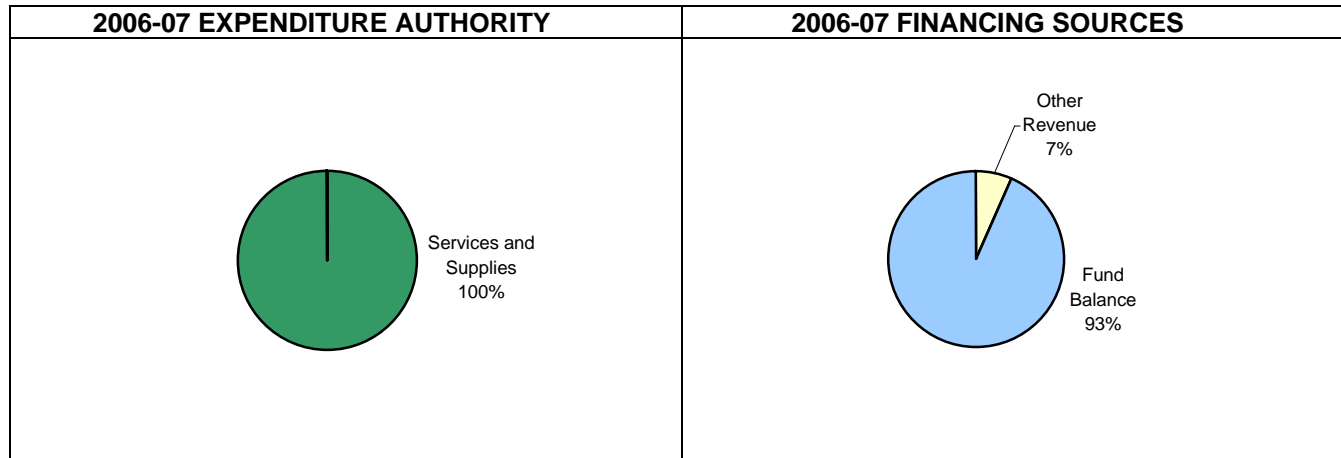 2006-07 EXPENDITURE AUTHORITY
2006-07 FINANCING SOURCES
Services and
Supplies
100%
Other
Revenue
7%
Fund
Balance
93%